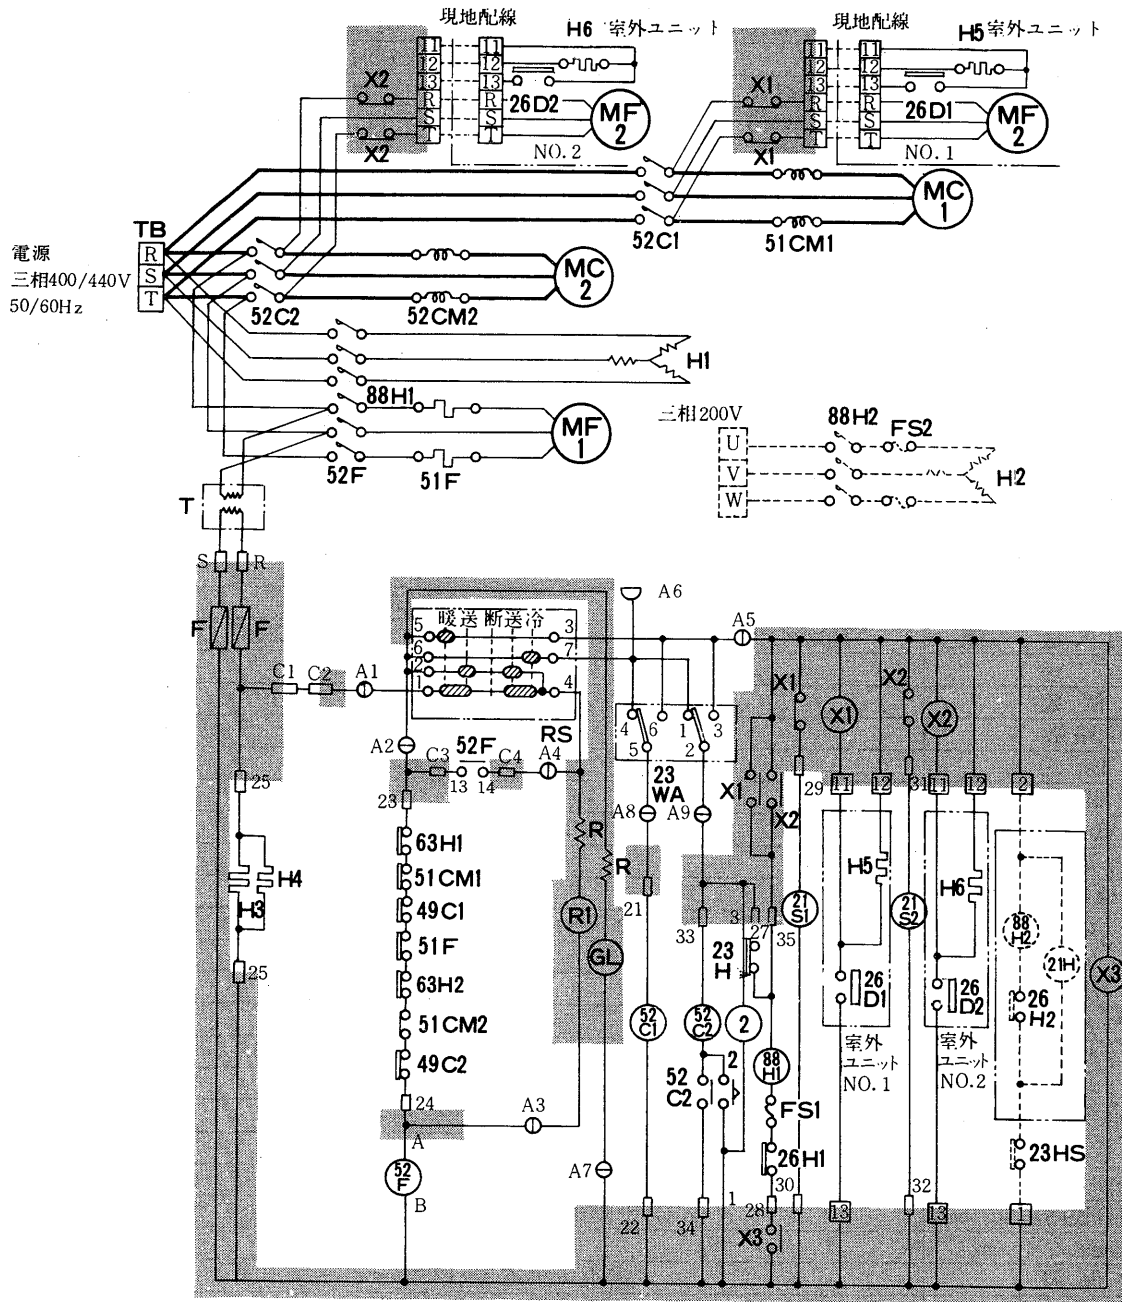 現地配線
H6 室外ユニット
11 11
12 12
13 13
X2
R R
26D2
MF 2
S S
T T
X2
NO.2
現地配線
H5 室外ユニット
11 11
12 12
13 13
X1
R R
26D1
MF 2
S S
T T
X1
NO.1
MC 1
52C1
51CM1
TB
電源
三相400/440V
50/60Hz
R
S
T
MC 2
52C2
52CM2
H1
88H1
MF 1
52F
51F
三相200V
88H2
FS2
U
V
W
H2
T
S R
F F
C1 C2 A1
暖送断送冷
5 3
6 7
2
1 4
RS
A2
C3 52F C4 A4
13 14
23
A6
A5
4 6 1 3
5 2
23 WA
A8 A9
X1
X2
X1 X2
X1
X2
25
H4
H3
25
63H1
51CM1
49C1
51F
63H2
51CM2
49C2
24
A
A3
52 F
B
R
R
R1
GL
A7
21
33
3
27
35
23 H
52 C1
52 C2
2
52 C2
2
88 H1
FS1
26H1
30
22
34
1
28
X3
29
11 12
31
11 12
2
H5
H6
21 S1
21 S2
26 D1
26 D2
室外
ユニット
NO.1
室外
ユニット
NO.2
88 H2
21H
26 H2
23HS
X3
13
32
13
1